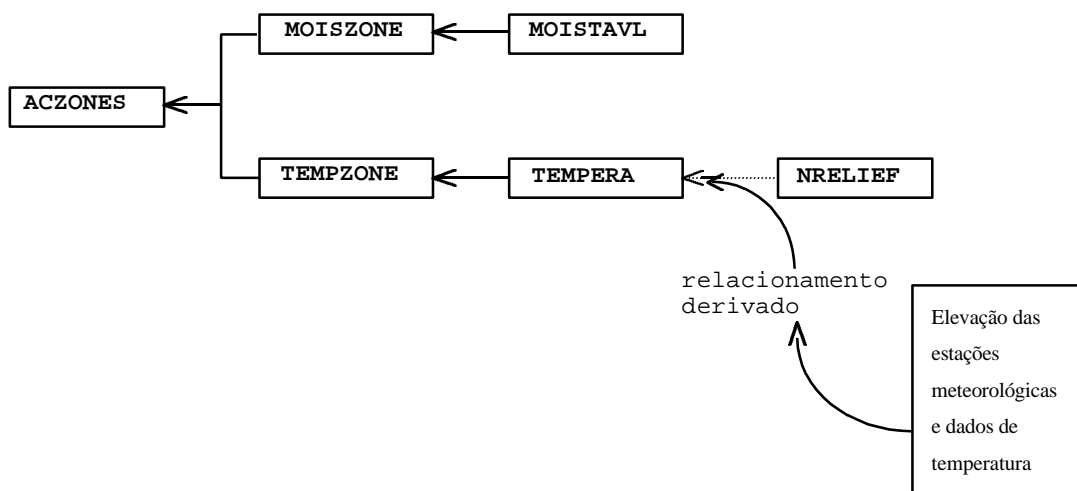 MOISZONE
MOISTAVL
ACZONES
TEMPZONE
TEMPERA
NRELIEF
relacionamento
derivado
Elevação das
estações
meteorológicas
e dados de
temperatura